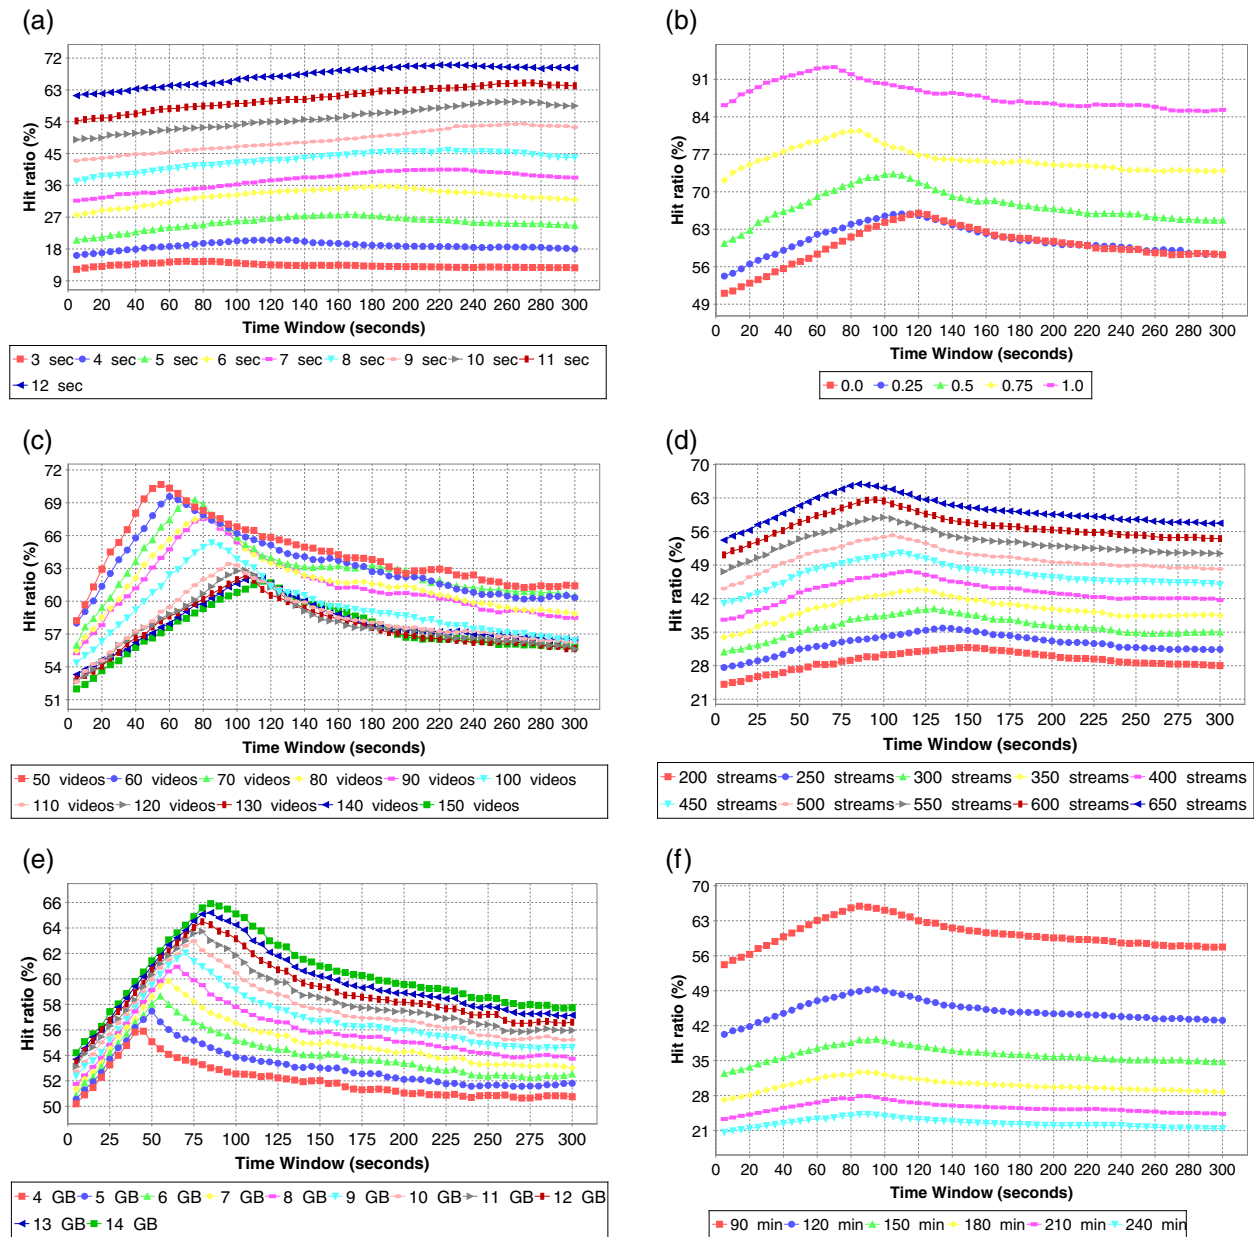 (a)
Hit ratio (%)
72
63
54
45
36
27
18
9
0 20 40 60 80 100 120 140 160 180 200 220 240 260 280 300
Time Window (seconds)
3 sec 4 sec 5 sec 6 sec 7 sec 8 sec 9 sec 10 sec 11 sec
12 sec
(b)
Hit ratio (%)
91
84
77
70
63
56
49
0 20 40 60 80 100 120 140 160 180 200 220 240 260 280 300
Time Window (seconds)
0.0 0.25 0.5 0.75 1.0
(c)
Hit ratio (%)
72
69
66
63
60
57
54
51
0 20 40 60 80 100 120 140 160 180 200 220 240 260 280 300
Time Window (seconds)
50 videos 60 videos 70 videos 80 videos 90 videos 100 videos
110 videos 120 videos 130 videos 140 videos 150 videos
(d)
Hit ratio (%)
70
63
56
49
42
35
28
21
0 25 50 75 100 125 150 175 200 225 250 275 300
Time Window (seconds)
200 streams 250 streams 300 streams 350 streams 400 streams
450 streams 500 streams 550 streams 600 streams 650 streams
(e)
Hit ratio (%)
66
64
62
60
58
56
54
52
50
0 25 50 75 100 125 150 175 200 225 250 275 300
Time Window (seconds)
4 GB 5 GB 6 GB 7 GB 8 GB 9 GB 10 GB 11 GB 12 GB
13 GB 14 GB
(f)
Hit ratio (%)
70
63
56
49
42
35
28
21
0 20 40 60 80 100 120 140 160 180 200 220 240 260 280 300
Time Window (seconds)
90 min 120 min 150 min 180 min 210 min 240 min